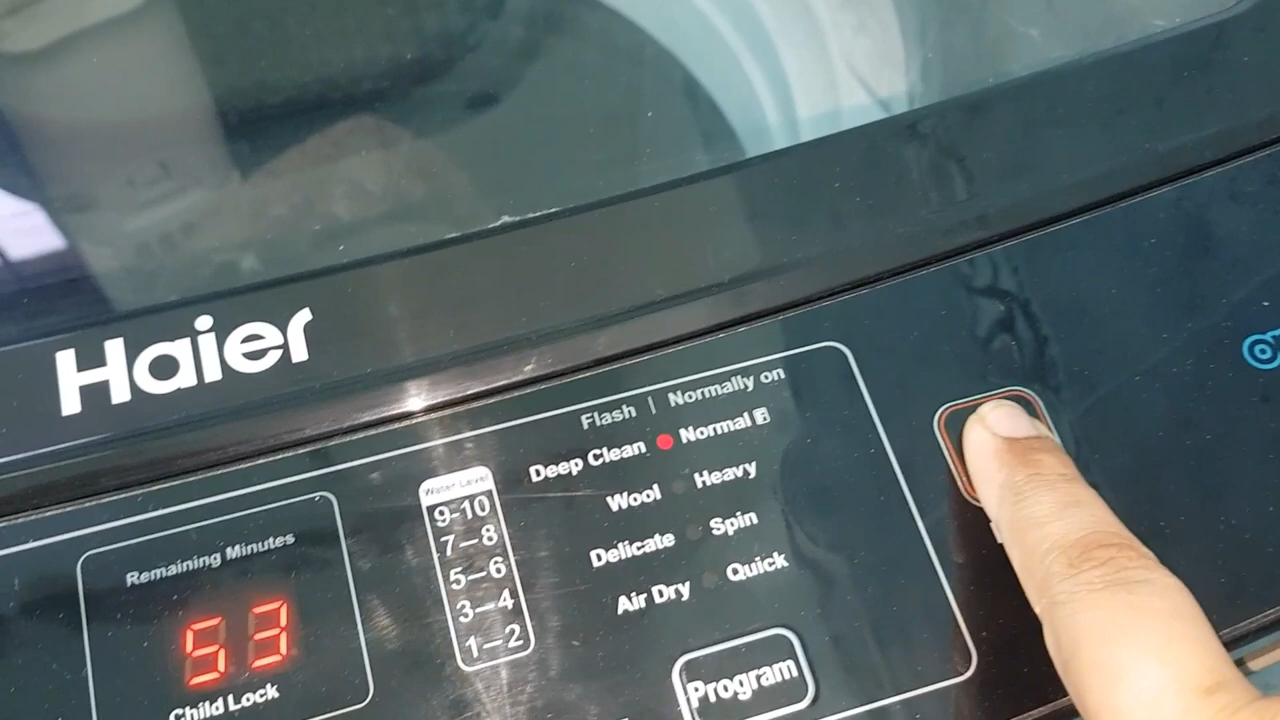 Haier
Flash | Normally on
Deep Clean Normal
Wool Heavy
Delicate Spin
Air Dry Quick
Water Level
9-10
7-8
5-6
3-4
1-2
Remaining Minutes
53
Child Lock
Program